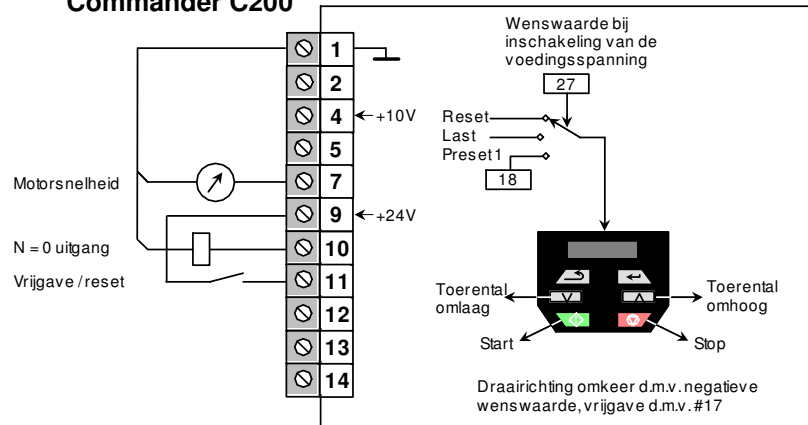 Commander C200
1
2
4
+10V
5
7
Motorsnelheid
9
+24V
N = 0 uitgang
10
Vrijgave / reset
11
12
13
14
Wenswaarde bij
inschakeling van de
voedingsspanning
27
Reset
Last
Preset1
18
Toerental
omlaag
Toerental
omhoog
Start
Stop
Draairichting omkeer d.m.v. negatieve
wenswaarde, vrijgave d.m.v. #17